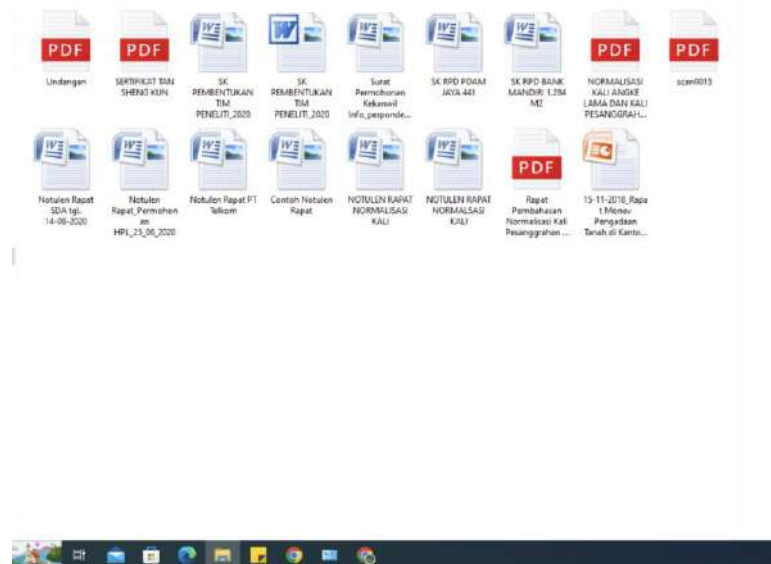 PDF
PDF
PDF
PDF
Undangan
SERTIFIKAT TAN
SHENG KUN
SK
PEMBENTUKAN
TIM
PENELITI_2020
SK
PEMBENTUKAN
TIM
PENELITI_2020
Surat
Permohonan
Kekanwil
Info_perponde...
SK RPD PDAM
JAYA 441
SK RPD BANK
MANDIRI 1.284
M2
NORMALISASI
KALI ANGKE
LAMA DAN KALI
PESANGGRAH...
scan0015
PDF
Notulen Rapat
SDA tgl.
14-08-2020
Notulen
Rapat_Permohon
an
HPL_25_06_2020
Notulen Rapat PT
Telkom
Contoh Notulen
Rapat
NOTULEN RAPAT
NORMALISASI
KALI
NOTULEN RAPAT
NORMALSASI
KALI
Rapat
Pembahasan
Normalisasi Kali
Pesanggrahan ...
15-11-2018_Rapa
t Monev
Pengadaan
Tanah di Kanto...